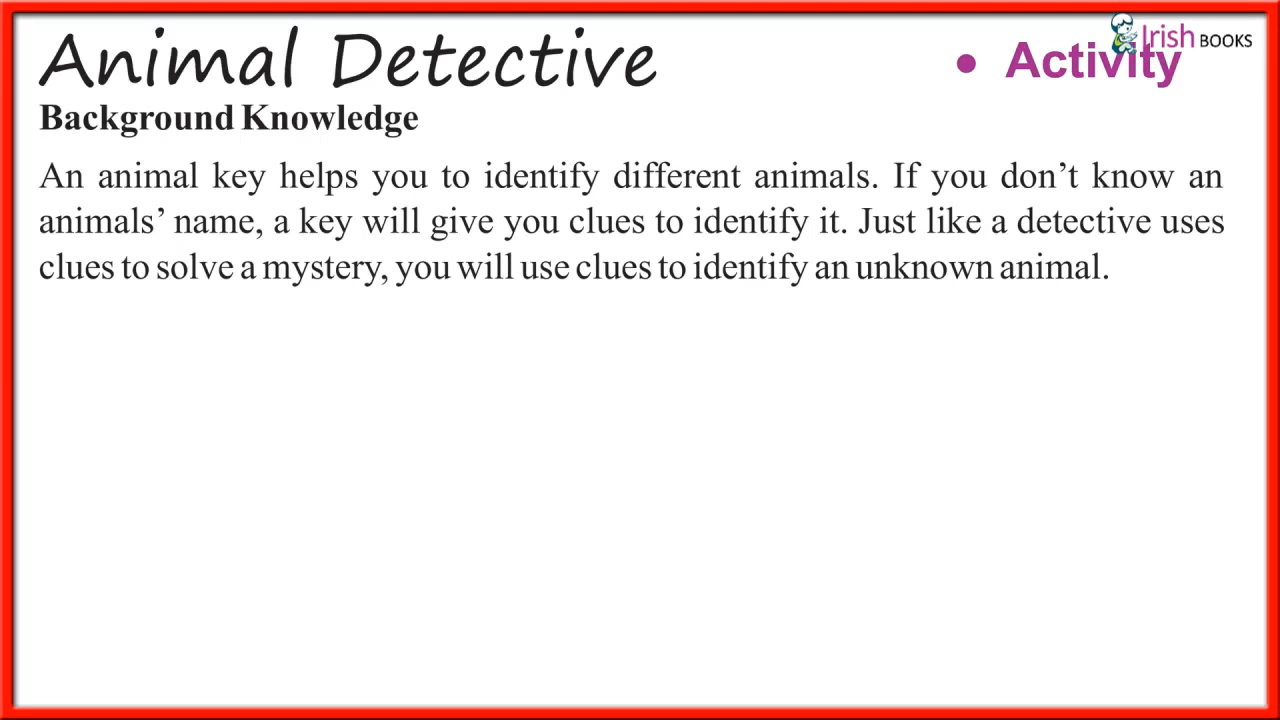 Animal Detective
• Activity
Irish BOOKS
Background Knowledge
An animal key helps you to identify different animals. If you don’t know an
animals’ name, a key will give you clues to identify it. Just like a detective uses
clues to solve a mystery, you will use clues to identify an unknown animal.